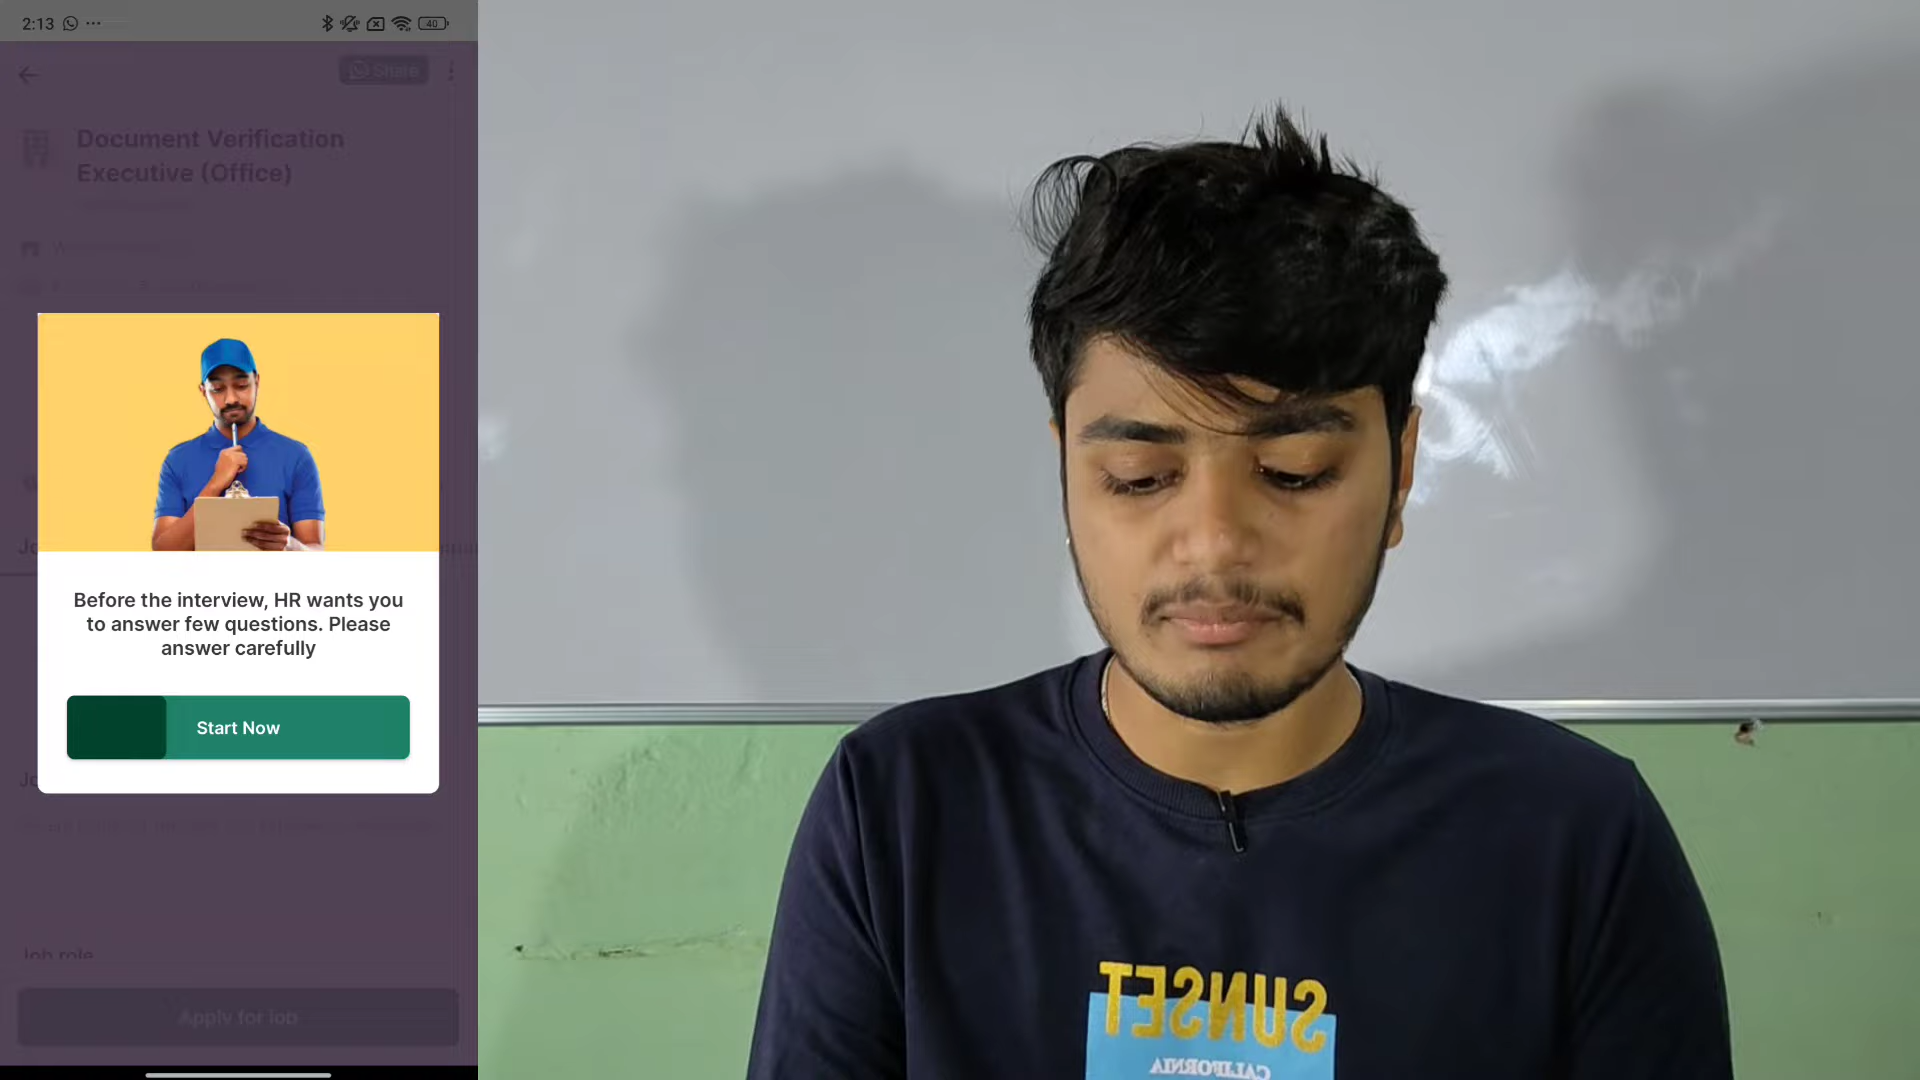 2:13
40
Share
Document Verification
Executive (Office)
Before the interview, HR wants you
to answer few questions. Please
answer carefully
Start Now
Job role
Apply for job
SUNSET
CALIFORNIA